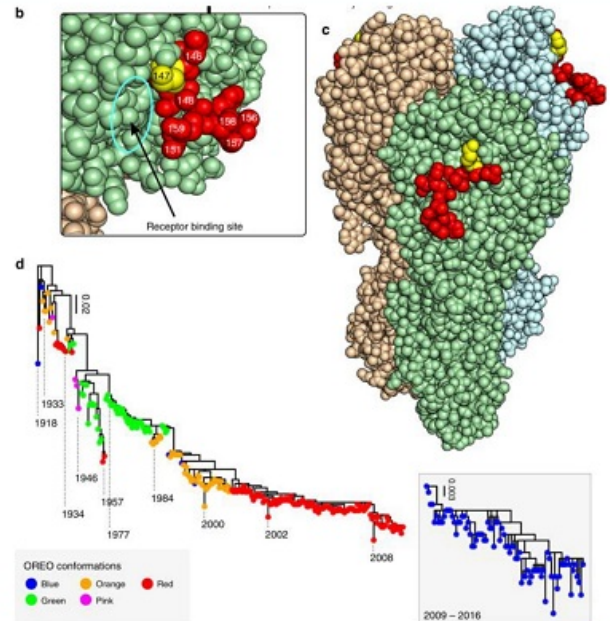 b
146
147
148
158
156
159
157
151
Receptor binding site
c
d
0.02
1933
1918
1946
1957
1934
1977
1984
2000
2002
2008
OREO conformations
Blue
Orange
Red
Green
Pink
0.003
2009 – 2016